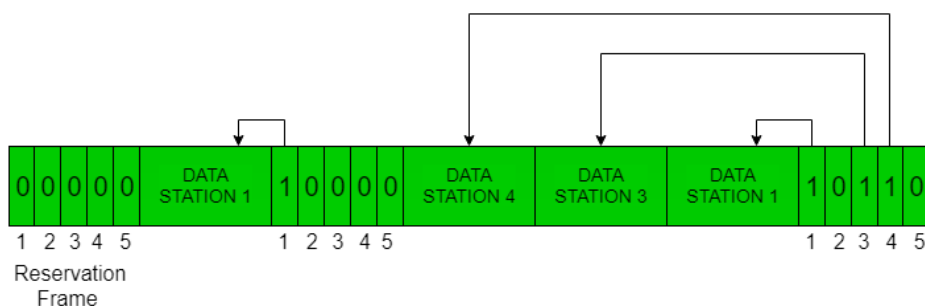 0 0 0 0 0 DATA STATION 1 1 0 0 0 0 DATA STATION 4 DATA STATION 3 DATA STATION 1 1 0 1 1 0
1 2 3 4 5 1 2 3 4 5 1 2 3 4 5
Reservation
Frame